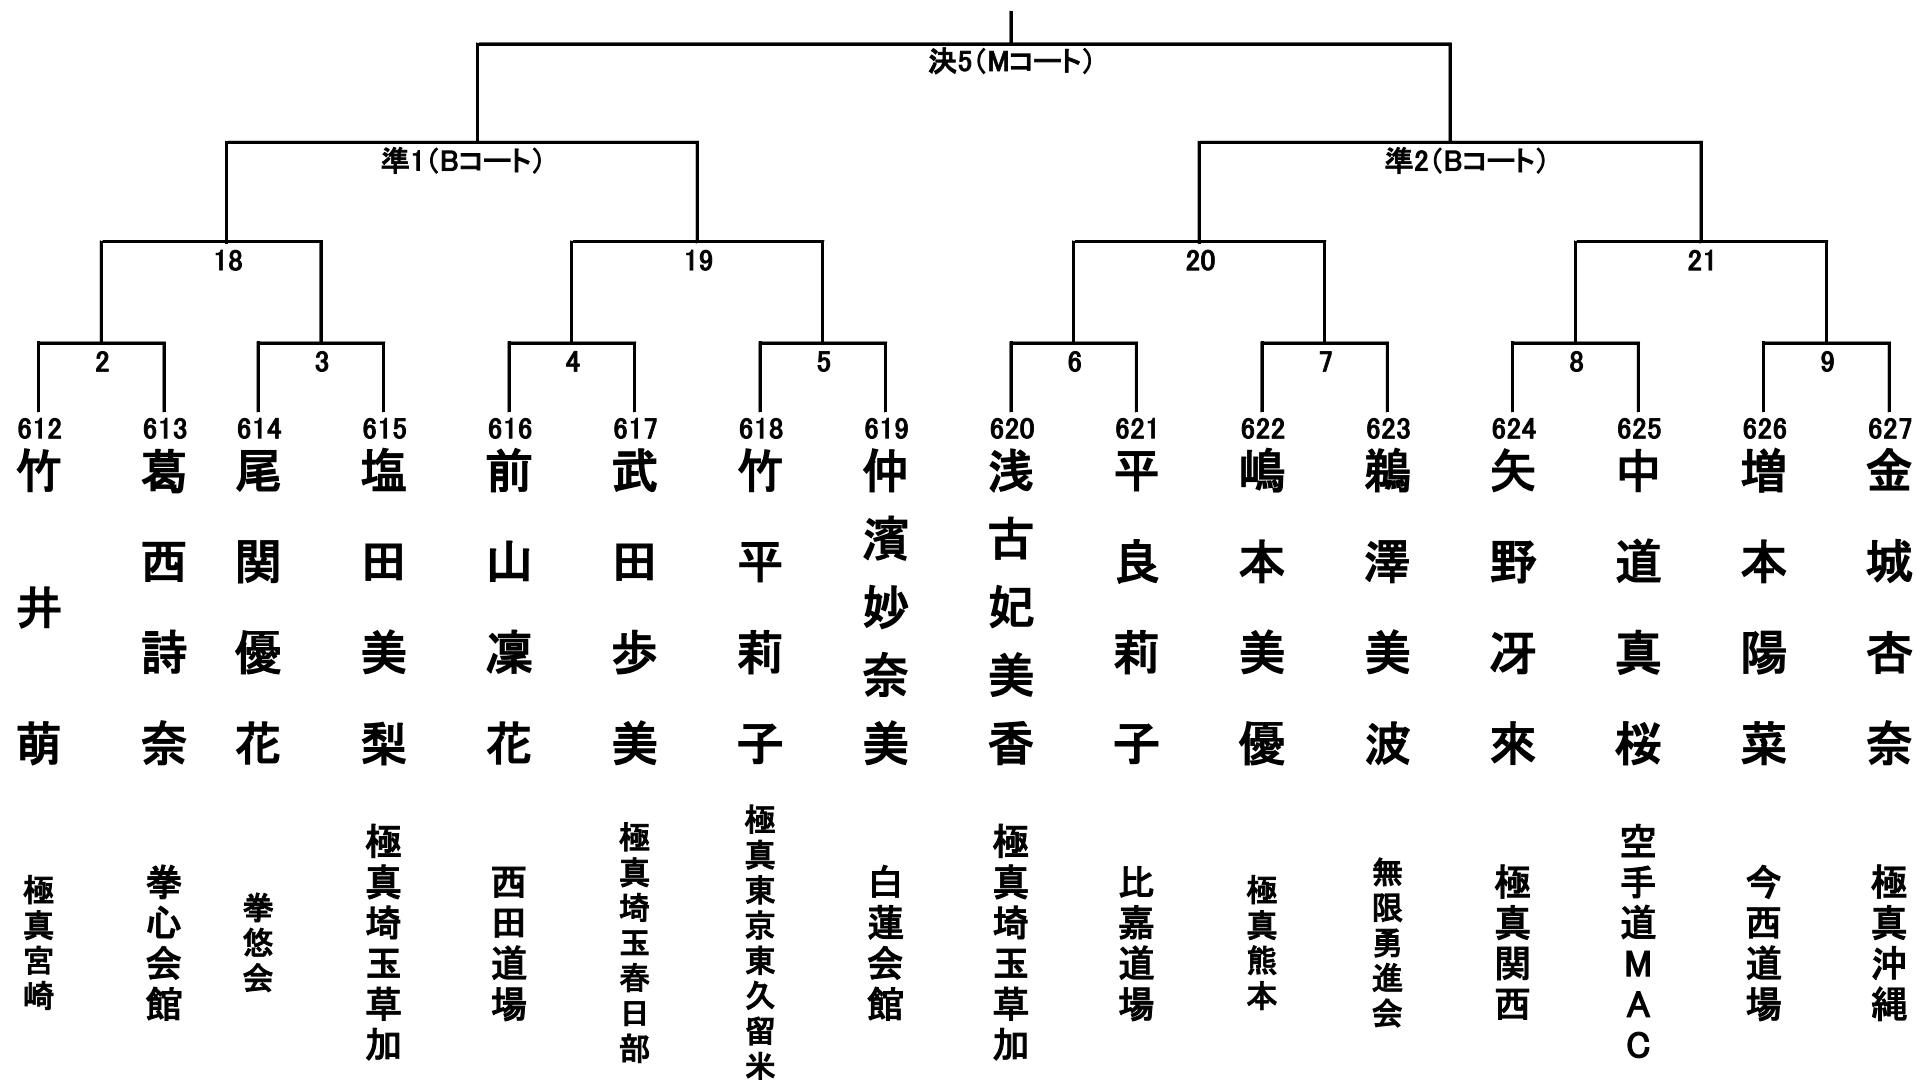 決5（Mコート）
準1（Bコート）
準2（Bコート）
18
19
20
21
2
3
4
5
6
7
8
9
612
613
614
615
616
617
618
619
620
621
622
623
624
625
626
627
竹井萌
葛西詩奈
尾関優花
塩田美梨
前山凜花
武田歩美
竹平莉子
仲濱妙奈美
浅古妃美香
平良莉子
嶋本美優
鵜澤美波
矢野冴來
中道真桜
増本陽菜
金城杏奈
極真宮崎
拳心会館
拳悠会
極真埼玉草加
西田道場
極真埼玉春日部
極真東京東久留米
白蓮会館
極真埼玉草加
比嘉道場
極真熊本
無限勇進会
極真関西
空手道MAC
今西道場
極真沖縄